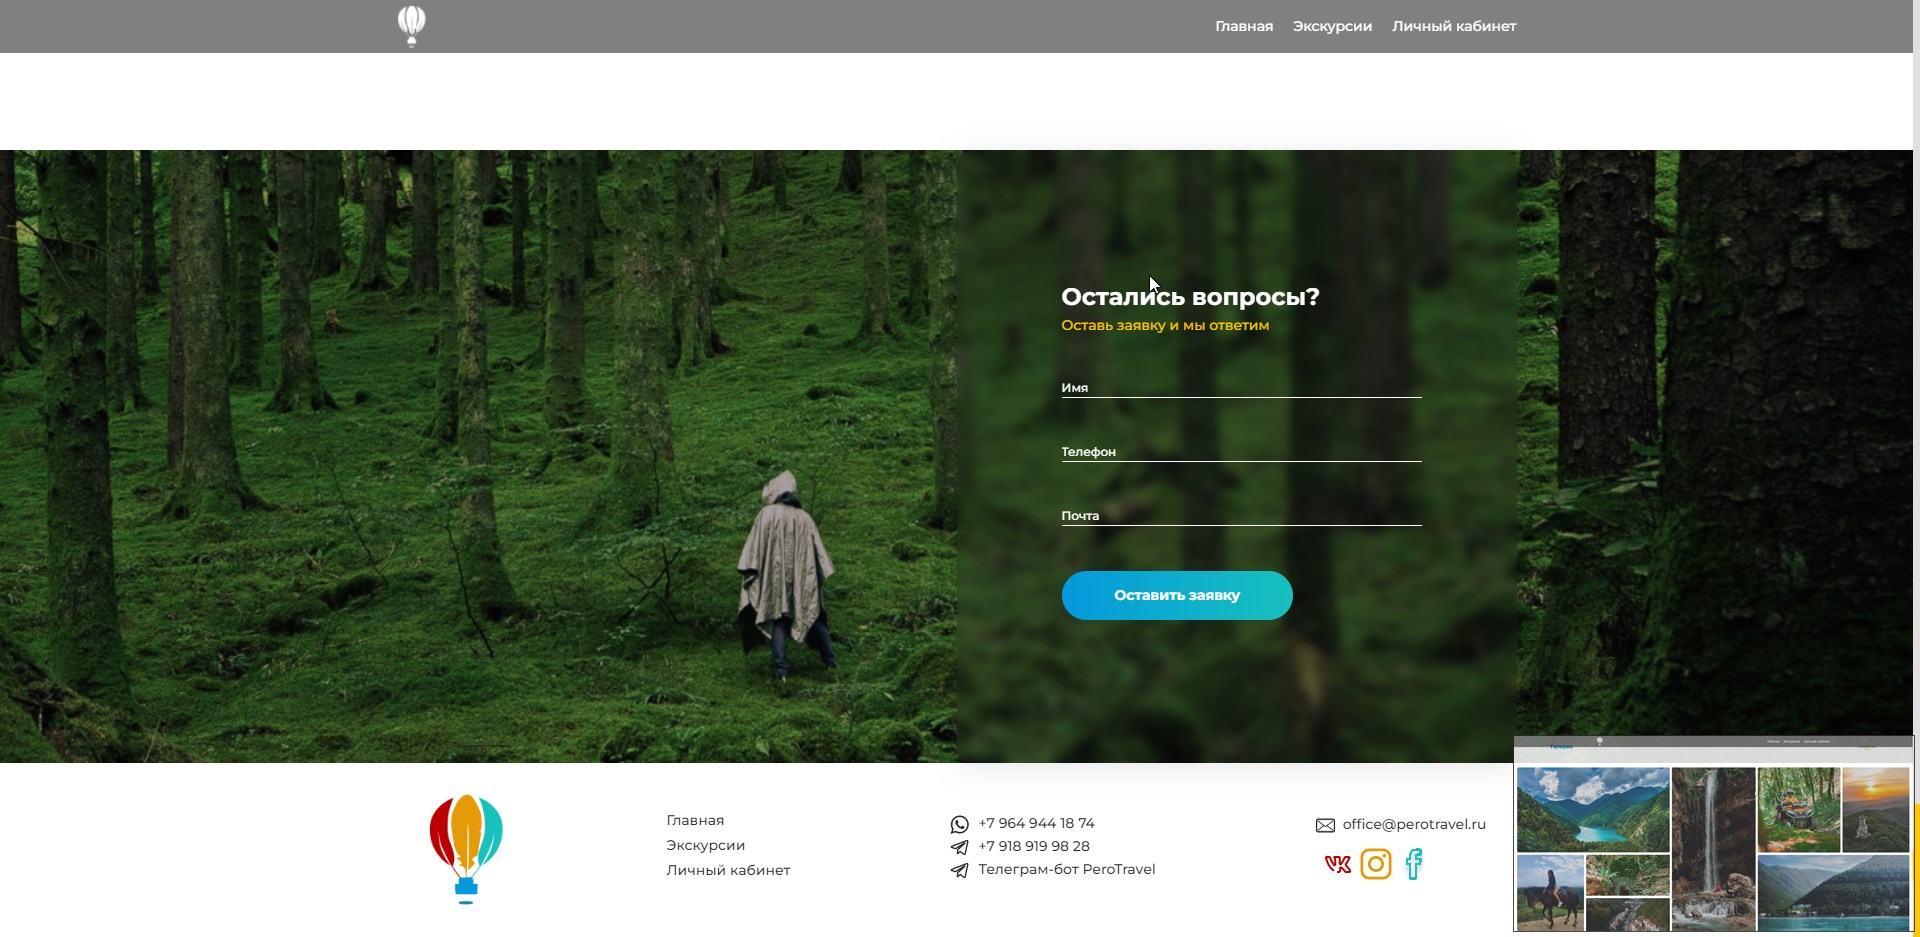 Главная Экскурсии Личный кабинет
Остались вопросы?
Оставь заявку и мы ответим
Имя
Телефон
Почта
Оставить заявку
Главная
Экскурсии
Личный кабинет
+7 964 944 18 74
+7 918 919 98 28
Телеграм-бот PeroTravel
office@perotravel.ru
Галерея